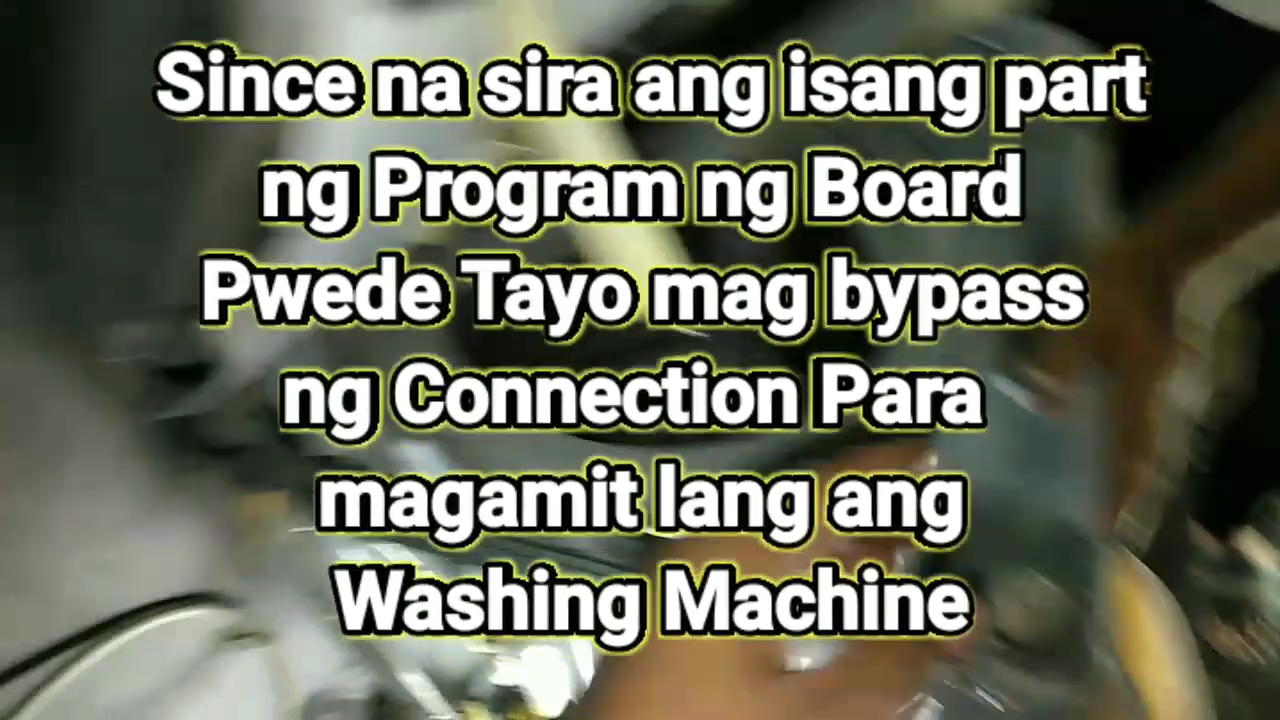 Since na sira ang isang part
ng Program ng Board
Pwede Tayo mag bypass
ng Connection Para
magamit lang ang
Washing Machine